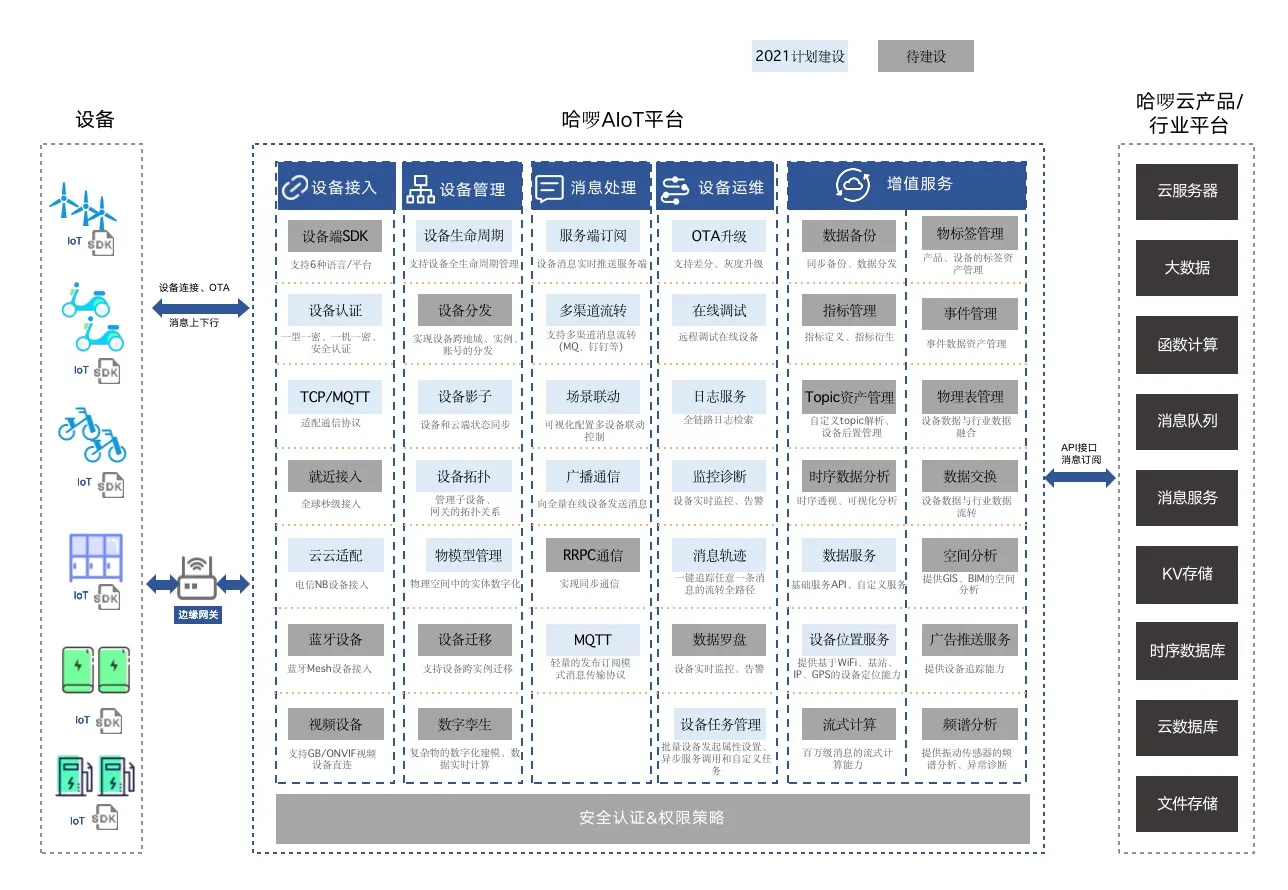 2021计划建设
待建设
设备
哈啰AIoT平台
哈啰云产品/
行业平台
IoT SDK
IoT SDK
IoT SDK
IoT SDK
IoT SDK
IoT SDK
设备连接、OTA
消息上下行
边缘网关
设备接入
设备端SDK
支持6种语言/平台
设备认证
一型一密、一机一密、
安全认证
TCP/MQTT
适配通信协议
就近接入
全球秒级接入
云云适配
电信NB设备接入
蓝牙设备
蓝牙Mesh设备接入
视频设备
支持GB/ONVIF视频
设备直连
设备管理
设备生命周期
支持设备全生命周期管理
设备分发
实现设备跨地域、实例、
账号的分发
设备影子
设备和云端状态同步
设备拓扑
管理子设备、
网关的拓扑关系
物模型管理
物理空间中的实体数字化
设备迁移
支持设备跨实例迁移
数字孪生
复杂物的数字化建模、数
据实时计算
消息处理
服务端订阅
设备消息实时推送服务端
多渠道流转
支持多渠道消息流转
(MQ、钉钉等)
场景联动
可视化配置多设备联动
控制
广播通信
向全量在线设备发送消息
RRPC通信
实现同步通信
MQTT
轻量的发布订阅模
式消息传输协议
设备运维
OTA升级
支持差分、灰度升级
在线调试
远程调试在线设备
日志服务
全链路日志检索
监控诊断
设备实时监控、告警
消息轨迹
一键追踪任意一条消
息的流转全路径
数据罗盘
设备实时监控、告警
设备任务管理
批量设备发起属性设置、
异步服务调用和自定义任
务
增值服务
数据备份
同步备份、数据分发
指标管理
指标定义、指标衍生
Topic资产管理
自定义topic解析、
设备后置管理
时序数据分析
时序透视、可视化分析
数据服务
基础服务API、自定义服务
设备位置服务
提供基于WiFi、基站、
IP、GPS的设备定位能力
流式计算
百万级消息的流式计
算能力
物标签管理
产品、设备的标签资
产管理
事件管理
事件数据资产管理
物理表管理
设备数据与行业数据
融合
数据交换
设备数据与行业数据
流转
空间分析
提供GIS、BIM的空间
分析
广告推送服务
提供设备追踪能力
频谱分析
提供振动传感器的频
谱分析、异常诊断
安全认证&权限策略
API接口
消息订阅
云服务器
大数据
函数计算
消息队列
消息服务
KV存储
时序数据库
云数据库
文件存储